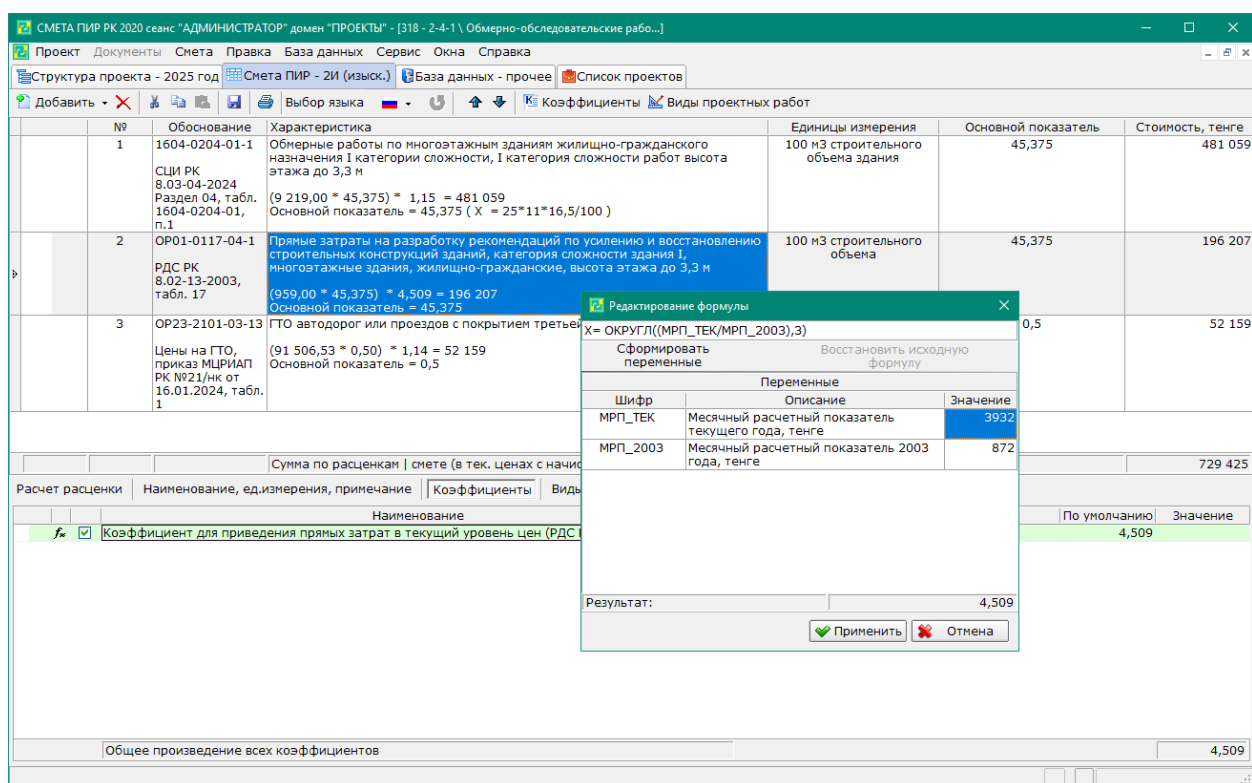 СМЕТА ПИР РК 2020 сеанс "АДМИНИСТРАТОР" домен "ПРОЕКТЫ" - [318 - 2-4-1 \ Обмерно-обследовательские рабо...]
Проект Документы Смета Правка База данных Сервис Окна Справка
Структура проекта - 2025 год Смета ПИР - 2И (изыск.) База данных - прочее Список проектов
Добавить Выбор языка Коэффициенты Виды проектных работ
№ Обоснование Характеристика Единицы измерения Основной показатель Стоимость, тенге
1 1604-0204-01-1 Обмерные работы по многоэтажным зданиям жилищно-гражданского 100 м3 строительного 45,375 481 059
назначения I категории сложности, I категория сложности работ высота объема здания
СЦИ РК этажа до 3,3 м
8.03-04-2024
Раздел 04, табл. (9 219,00 * 45,375) * 1,15 = 481 059
1604-0204-01, Основной показатель = 45,375 ( X = 25*11*16,5/100 )
п.1
2 ОР01-0117-04-1 Прямые затраты на разработку рекомендаций по усилению и восстановлению 100 м3 строительного 45,375 196 207
строительных конструкций зданий, категория сложности здания I, объема
РДС РК многоэтажные здания, жилищно-гражданские, высота этажа до 3,3 м
8.02-13-2003,
табл. 17 (959,00 * 45,375) * 4,509 = 196 207
Основной показатель = 45,375
3 ОР23-2101-03-13 ГТО автодорог или проездов с покрытием третьей 0,5 52 159
Цены на ГТО, (91 506,53 * 0,50) * 1,14 = 52 159
приказ МЦРИАП Основной показатель = 0,5
РК №21/нк от
16.01.2024, табл.
1
Сумма по расценкам | смете (в тек. ценах с начис 729 425
Расчет расценки Наименование, ед.измерения, примечание Коэффициенты Виды
Наименование По умолчанию Значение
fx Коэффициент для приведения прямых затрат в текущий уровень цен (РДС 4,509
Общее произведение всех коэффициентов 4,509
Редактирование формулы
X= ОКРУГЛ((МРП_ТЕК/МРП_2003),3)
Сформировать переменные Восстановить исходную формулу
Переменные
Шифр Описание Значение
МРП_ТЕК Месячный расчетный показатель 3932
текущего года, тенге
МРП_2003 Месячный расчетный показатель 2003 872
года, тенге
Результат: 4,509
Применить Отмена